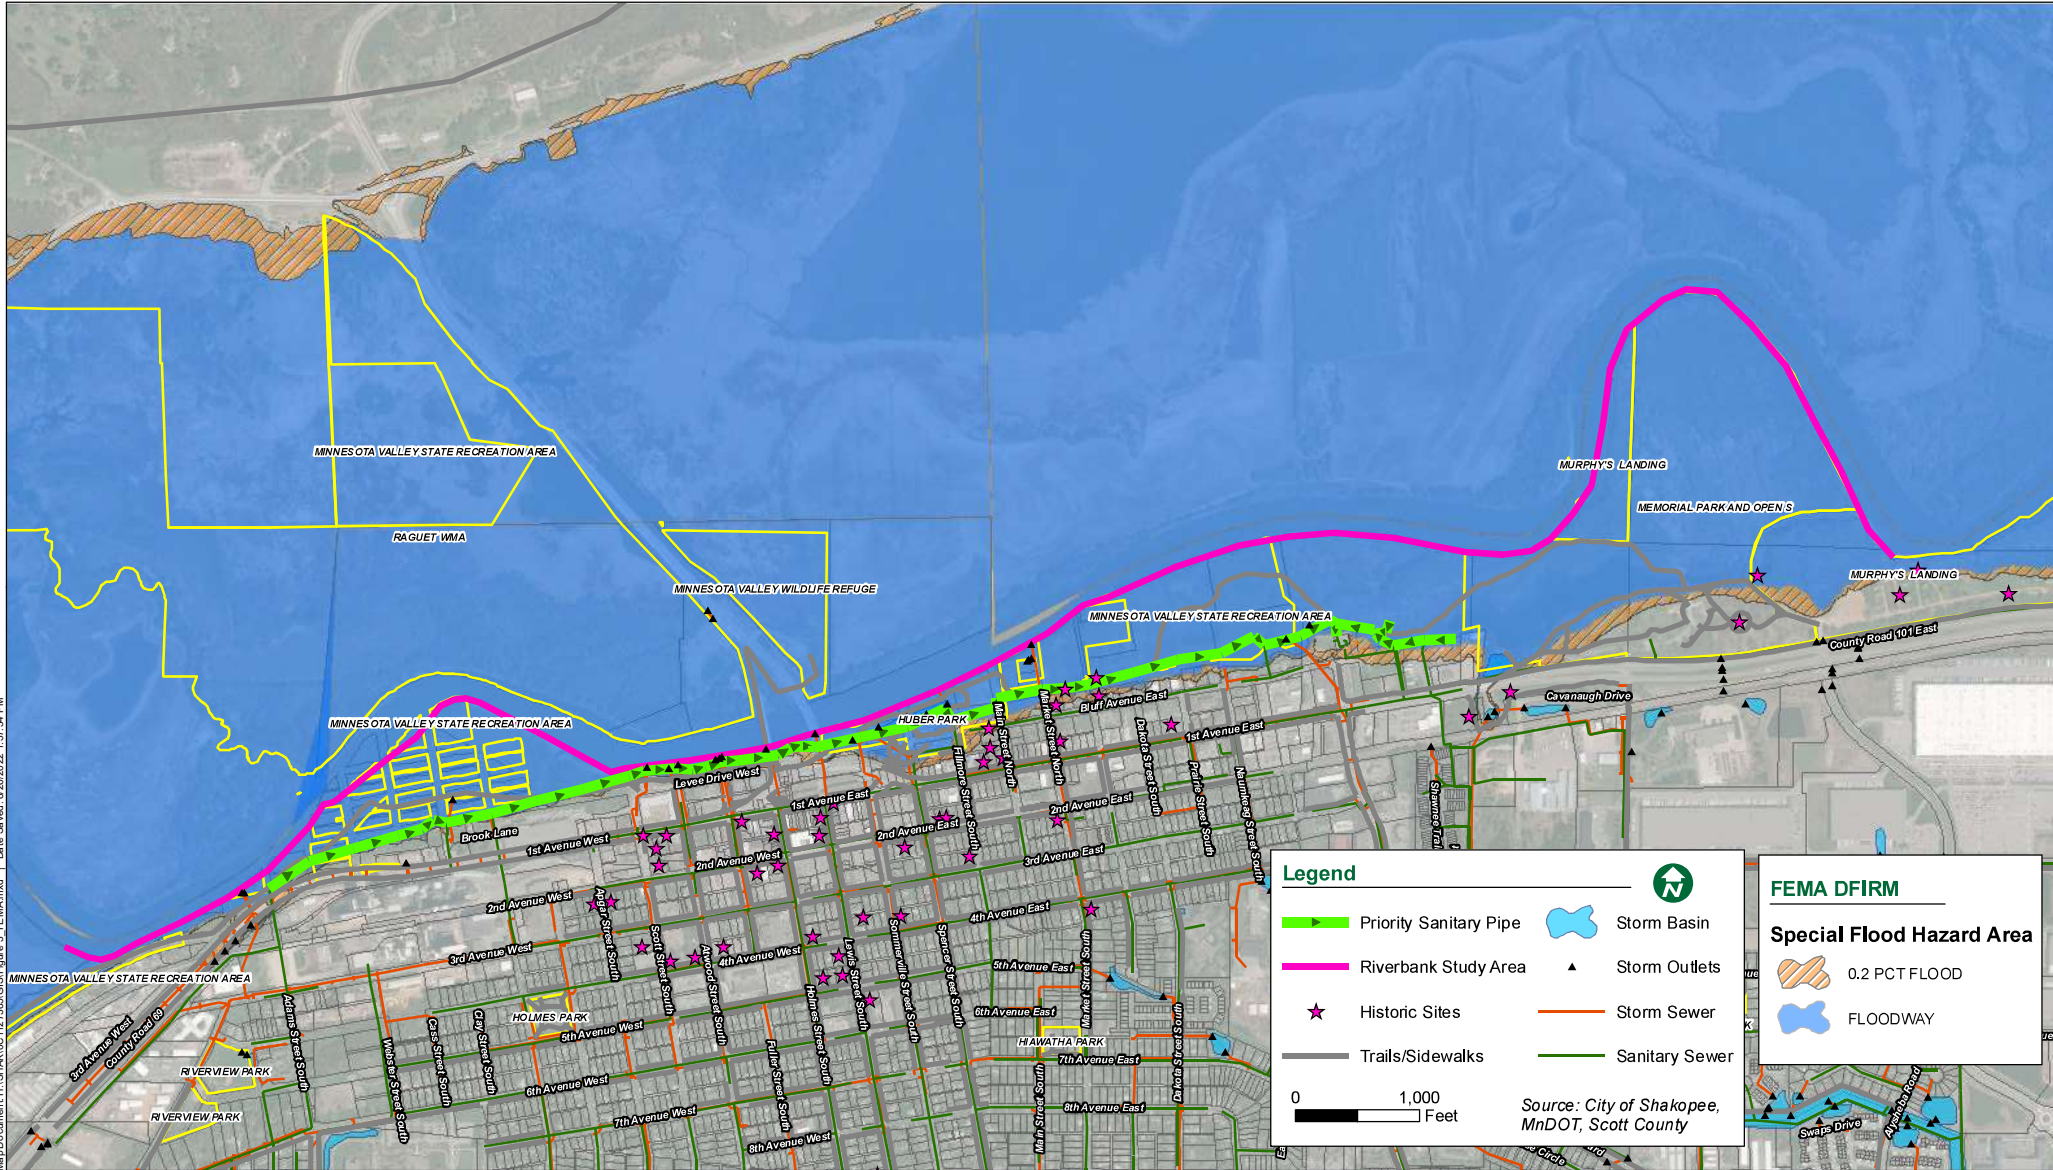 MINNESOTA VALLEY STATE RECREATION AREA
RAGUET WMA
MINNESOTA VALLEY WILDLIFE REFUGE
MURPHY'S LANDING
MEMORIAL PARK AND OPEN S
MURPHY'S LANDING
MINNESOTA VALLEY STATE RECREATION AREA
County Road 101 East
Cavanaugh Drive
MINNESOTA VALLEY STATE RECREATION AREA
HUBER PARK
Bluff Avenue East
Main Street North
Market Street North
1st Avenue East
Dakota Street South
Prairie Street South
Naumkeag Street South
Shawnee Trail
Fillmore Street South
Levee Drive West
1st Avenue East
2nd Avenue East
2nd Avenue East
Brook Lane
1st Avenue West
2nd Avenue West
3rd Avenue East
2nd Avenue West
Apgar Street South
4th Avenue East
3rd Avenue West
Scott Street South
Atwood Street South
4th Avenue West
Lewis Street South
Sommerville Street South
Spencer Street South
5th Avenue East
Market Street South
MINNESOTA VALLEY STATE RECREATION AREA
3rd Avenue West
County Road 69
Adams Street South
Webster Street South
Cass Street South
Clay Street South
HOLMES PARK
5th Avenue West
Holmes Street South
Fuller Street South
6th Avenue East
HIAWATHA PARK
7th Avenue East
Dakota Street South
Main Street South
8th Avenue East
RIVERVIEW PARK
RIVERVIEW PARK
6th Avenue West
7th Avenue West
8th Avenue West
Legend
N
Priority Sanitary Pipe
Storm Basin
Riverbank Study Area
Storm Outlets
Historic Sites
Storm Sewer
Trails/Sidewalks
Sanitary Sewer
0 1,000
Feet
Source: City of Shakopee,
MnDOT, Scott County
FEMA DFIRM
Special Flood Hazard Area
0.2 PCT FLOOD
FLOODWAY
Swaps Drive
Alysheba Road
Circle